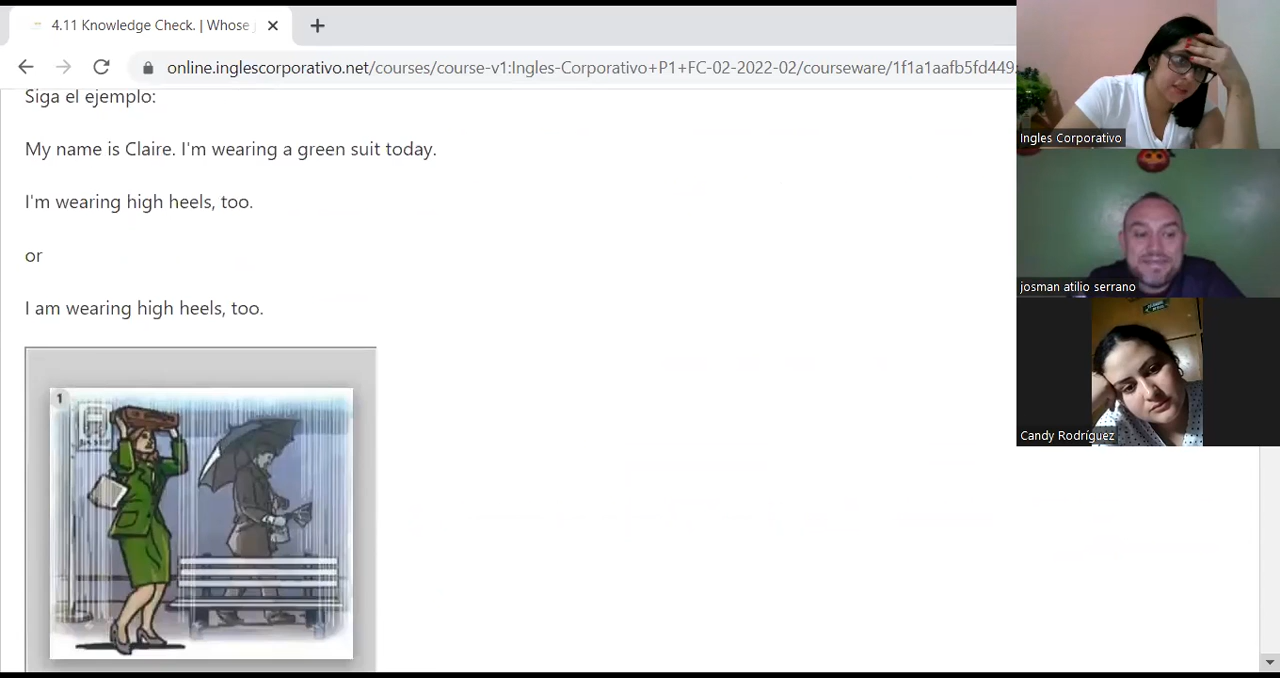 4.11 Knowledge Check. | Whose
online.inglescorporativo.net/courses/course-v1:Ingles-Corporativo+P1+FC-02-2022-02/courseware/1f1a1aafb5fd449
Siga el ejemplo:
My name is Claire. I'm wearing a green suit today.
I'm wearing high heels, too.
or
I am wearing high heels, too.
1
Ingles Corporativo
josman atilio serrano
Candy Rodríguez